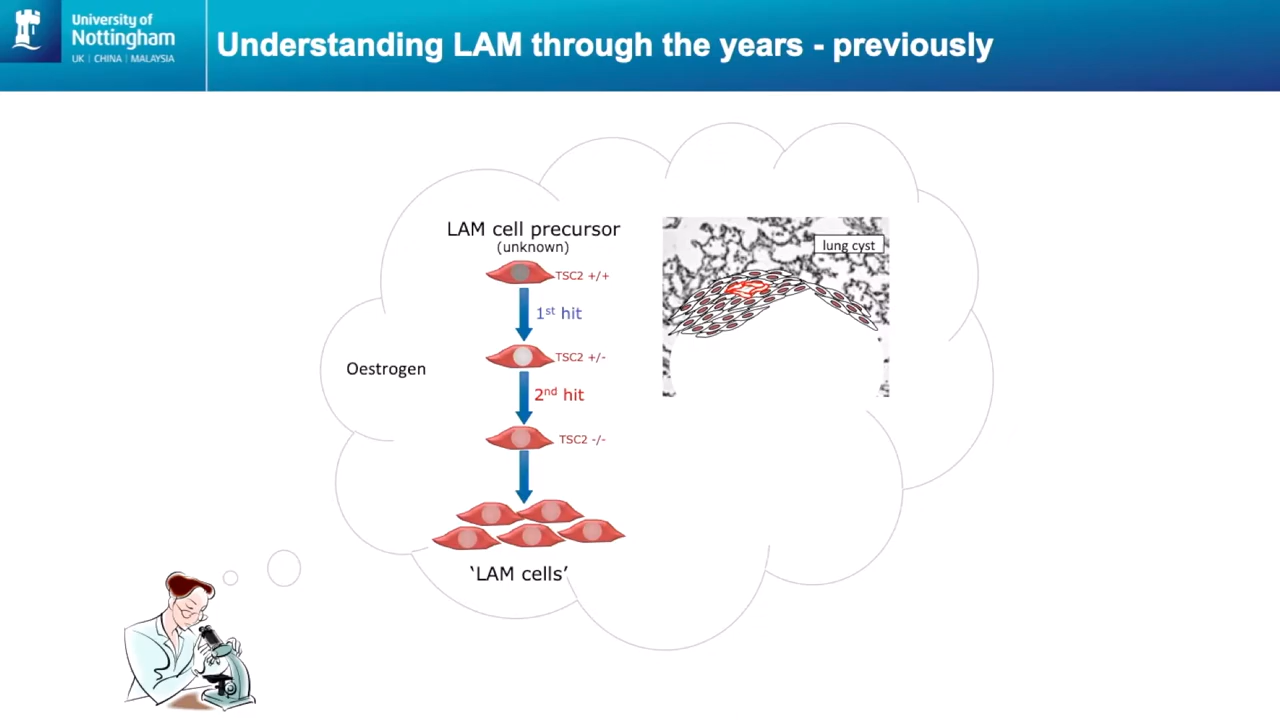 University of
Nottingham
UK | CHINA | MALAYSIA
Understanding LAM through the years - previously
LAM cell precursor
(unknown)
TSC2 +/+
1st hit
TSC2 +/-
Oestrogen
2nd hit
TSC2 -/-
'LAM cells'
lung cyst